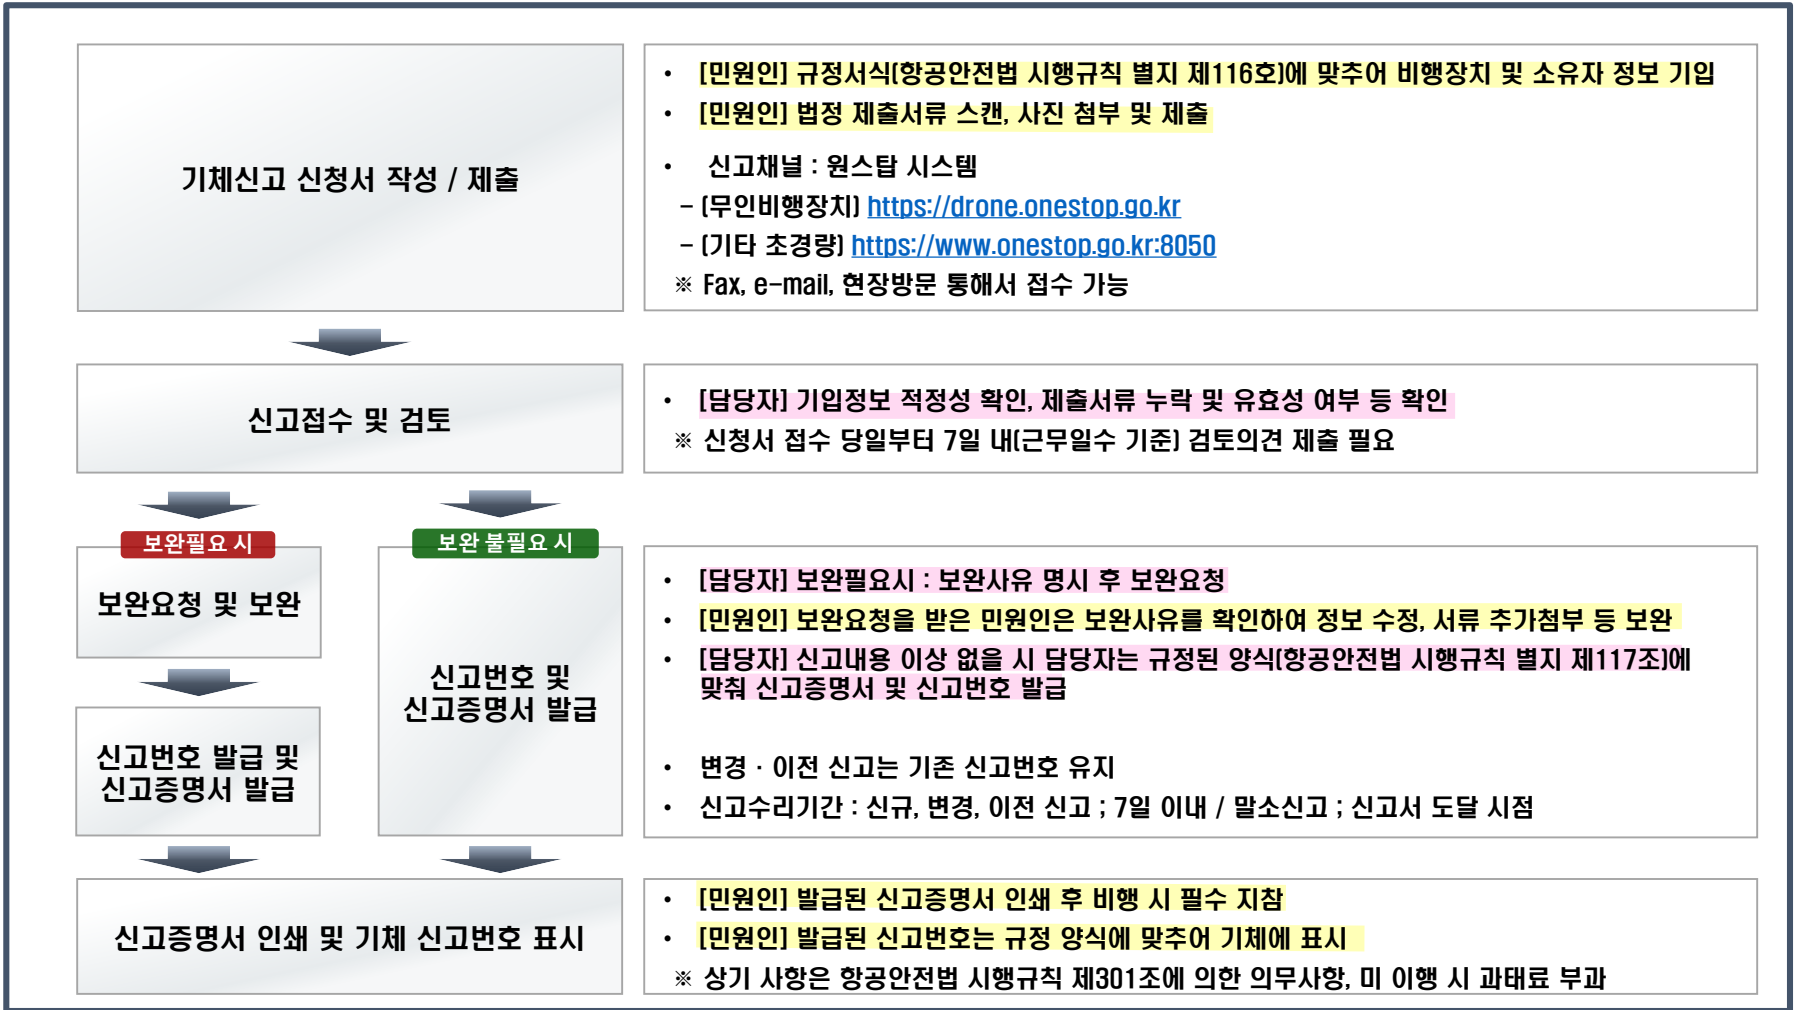 기체신고 신청서 작성 / 제출
• [민원인] 규정서식(항공안전법 시행규칙 별지 제116호)에 맞추어 비행장치 및 소유자 정보 기입
• [민원인] 법정 제출서류 스캔, 사진 첨부 및 제출
• 신고채널 : 원스탑 시스템
- (무인비행장치) https://drone.onestop.go.kr
- (기타 초경량) https://www.onestop.go.kr:8050
※ Fax, e-mail, 현장방문 통해서 접수 가능
신고접수 및 검토
• [담당자] 기입정보 적정성 확인, 제출서류 누락 및 유효성 여부 등 확인
※ 신청서 접수 당일부터 7일 내(근무일수 기준) 검토의견 제출 필요
보완필요 시
보완요청 및 보완
신고번호 발급 및
신고증명서 발급
보완 불필요 시
신고번호 및
신고증명서 발급
• [담당자] 보완필요시 : 보완사유 명시 후 보완요청
• [민원인] 보완요청을 받은 민원인은 보완사유를 확인하여 정보 수정, 서류 추가첨부 등 보완
• [담당자] 신고내용 이상 없을 시 담당자는 규정된 양식(항공안전법 시행규칙 별지 제117조)에
맞춰 신고증명서 및 신고번호 발급
• 변경 · 이전 신고는 기존 신고번호 유지
• 신고수리기간 : 신규, 변경, 이전 신고 ; 7일 이내 / 말소신고 ; 신고서 도달 시점
신고증명서 인쇄 및 기체 신고번호 표시
• [민원인] 발급된 신고증명서 인쇄 후 비행 시 필수 지참
• [민원인] 발급된 신고번호는 규정 양식에 맞추어 기체에 표시
※ 상기 사항은 항공안전법 시행규칙 제301조에 의한 의무사항, 미 이행 시 과태료 부과